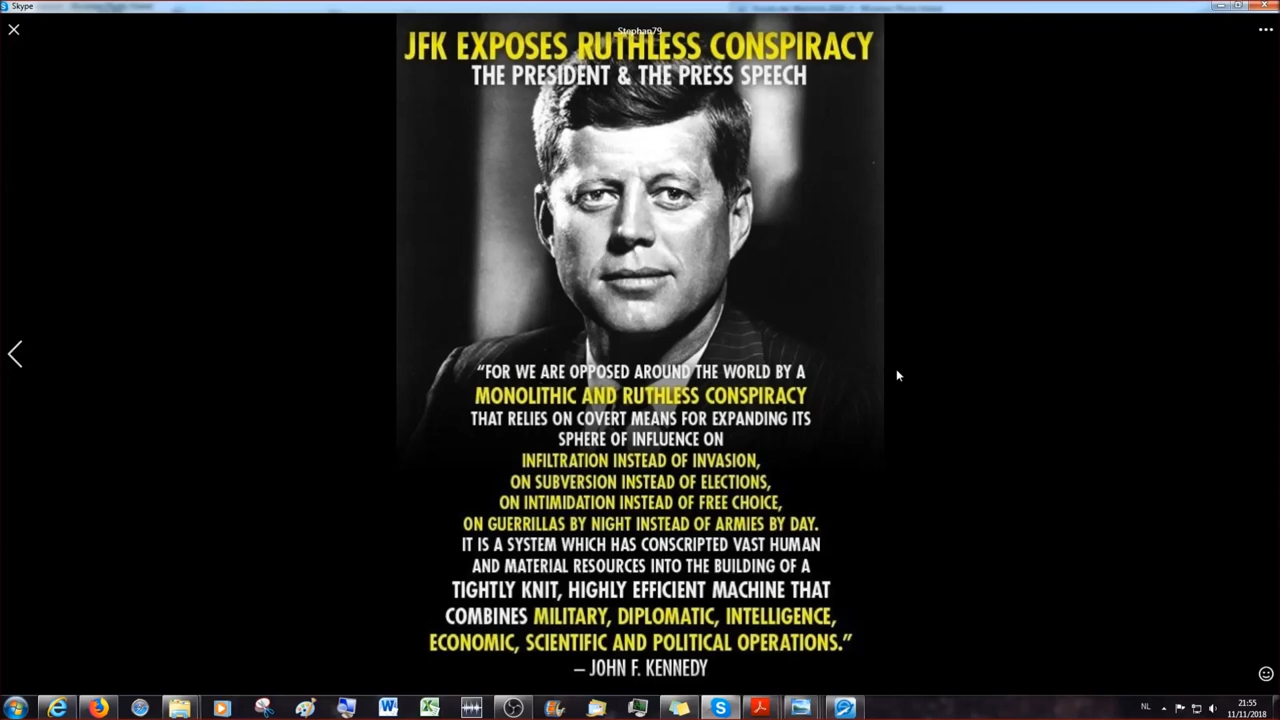 Skype
Stephan79
JFK EXPOSES RUTHLESS CONSPIRACY
THE PRESIDENT & THE PRESS SPEECH
“FOR WE ARE OPPOSED AROUND THE WORLD BY A
MONOLITHIC AND RUTHLESS CONSPIRACY
THAT RELIES ON COVERT MEANS FOR EXPANDING ITS
SPHERE OF INFLUENCE ON
INFILTRATION INSTEAD OF INVASION,
ON SUBVERSION INSTEAD OF ELECTIONS,
ON INTIMIDATION INSTEAD OF FREE CHOICE,
ON GUERRILLAS BY NIGHT INSTEAD OF ARMIES BY DAY.
IT IS A SYSTEM WHICH HAS CONSCRIPTED VAST HUMAN
AND MATERIAL RESOURCES INTO THE BUILDING OF A
TIGHTLY KNIT, HIGHLY EFFICIENT MACHINE THAT
COMBINES MILITARY, DIPLOMATIC, INTELLIGENCE,
ECONOMIC, SCIENTIFIC AND POLITICAL OPERATIONS.”
– JOHN F. KENNEDY
NL
21:55
11/11/2018